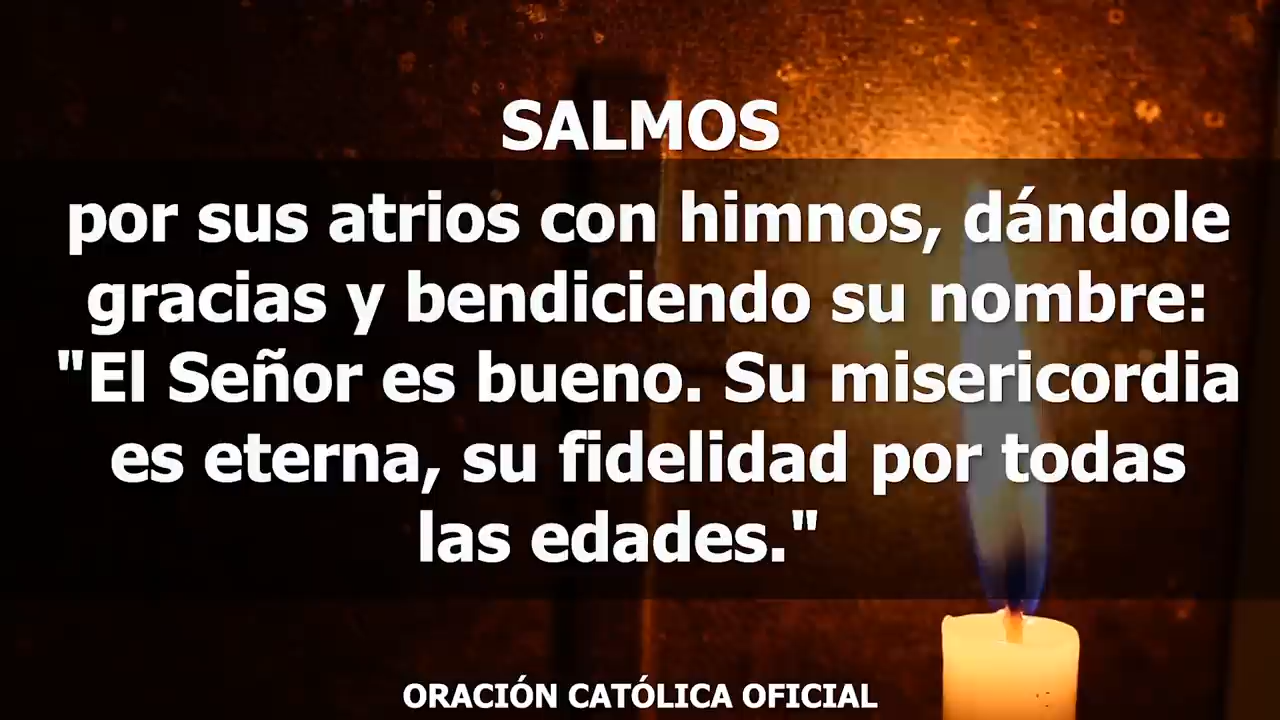 SALMOS
por sus atrios con himnos, dándole
gracias y bendiciendo su nombre:
"El Señor es bueno. Su misericordia
es eterna, su fidelidad por todas
las edades."
ORACIÓN CATÓLICA OFICIAL